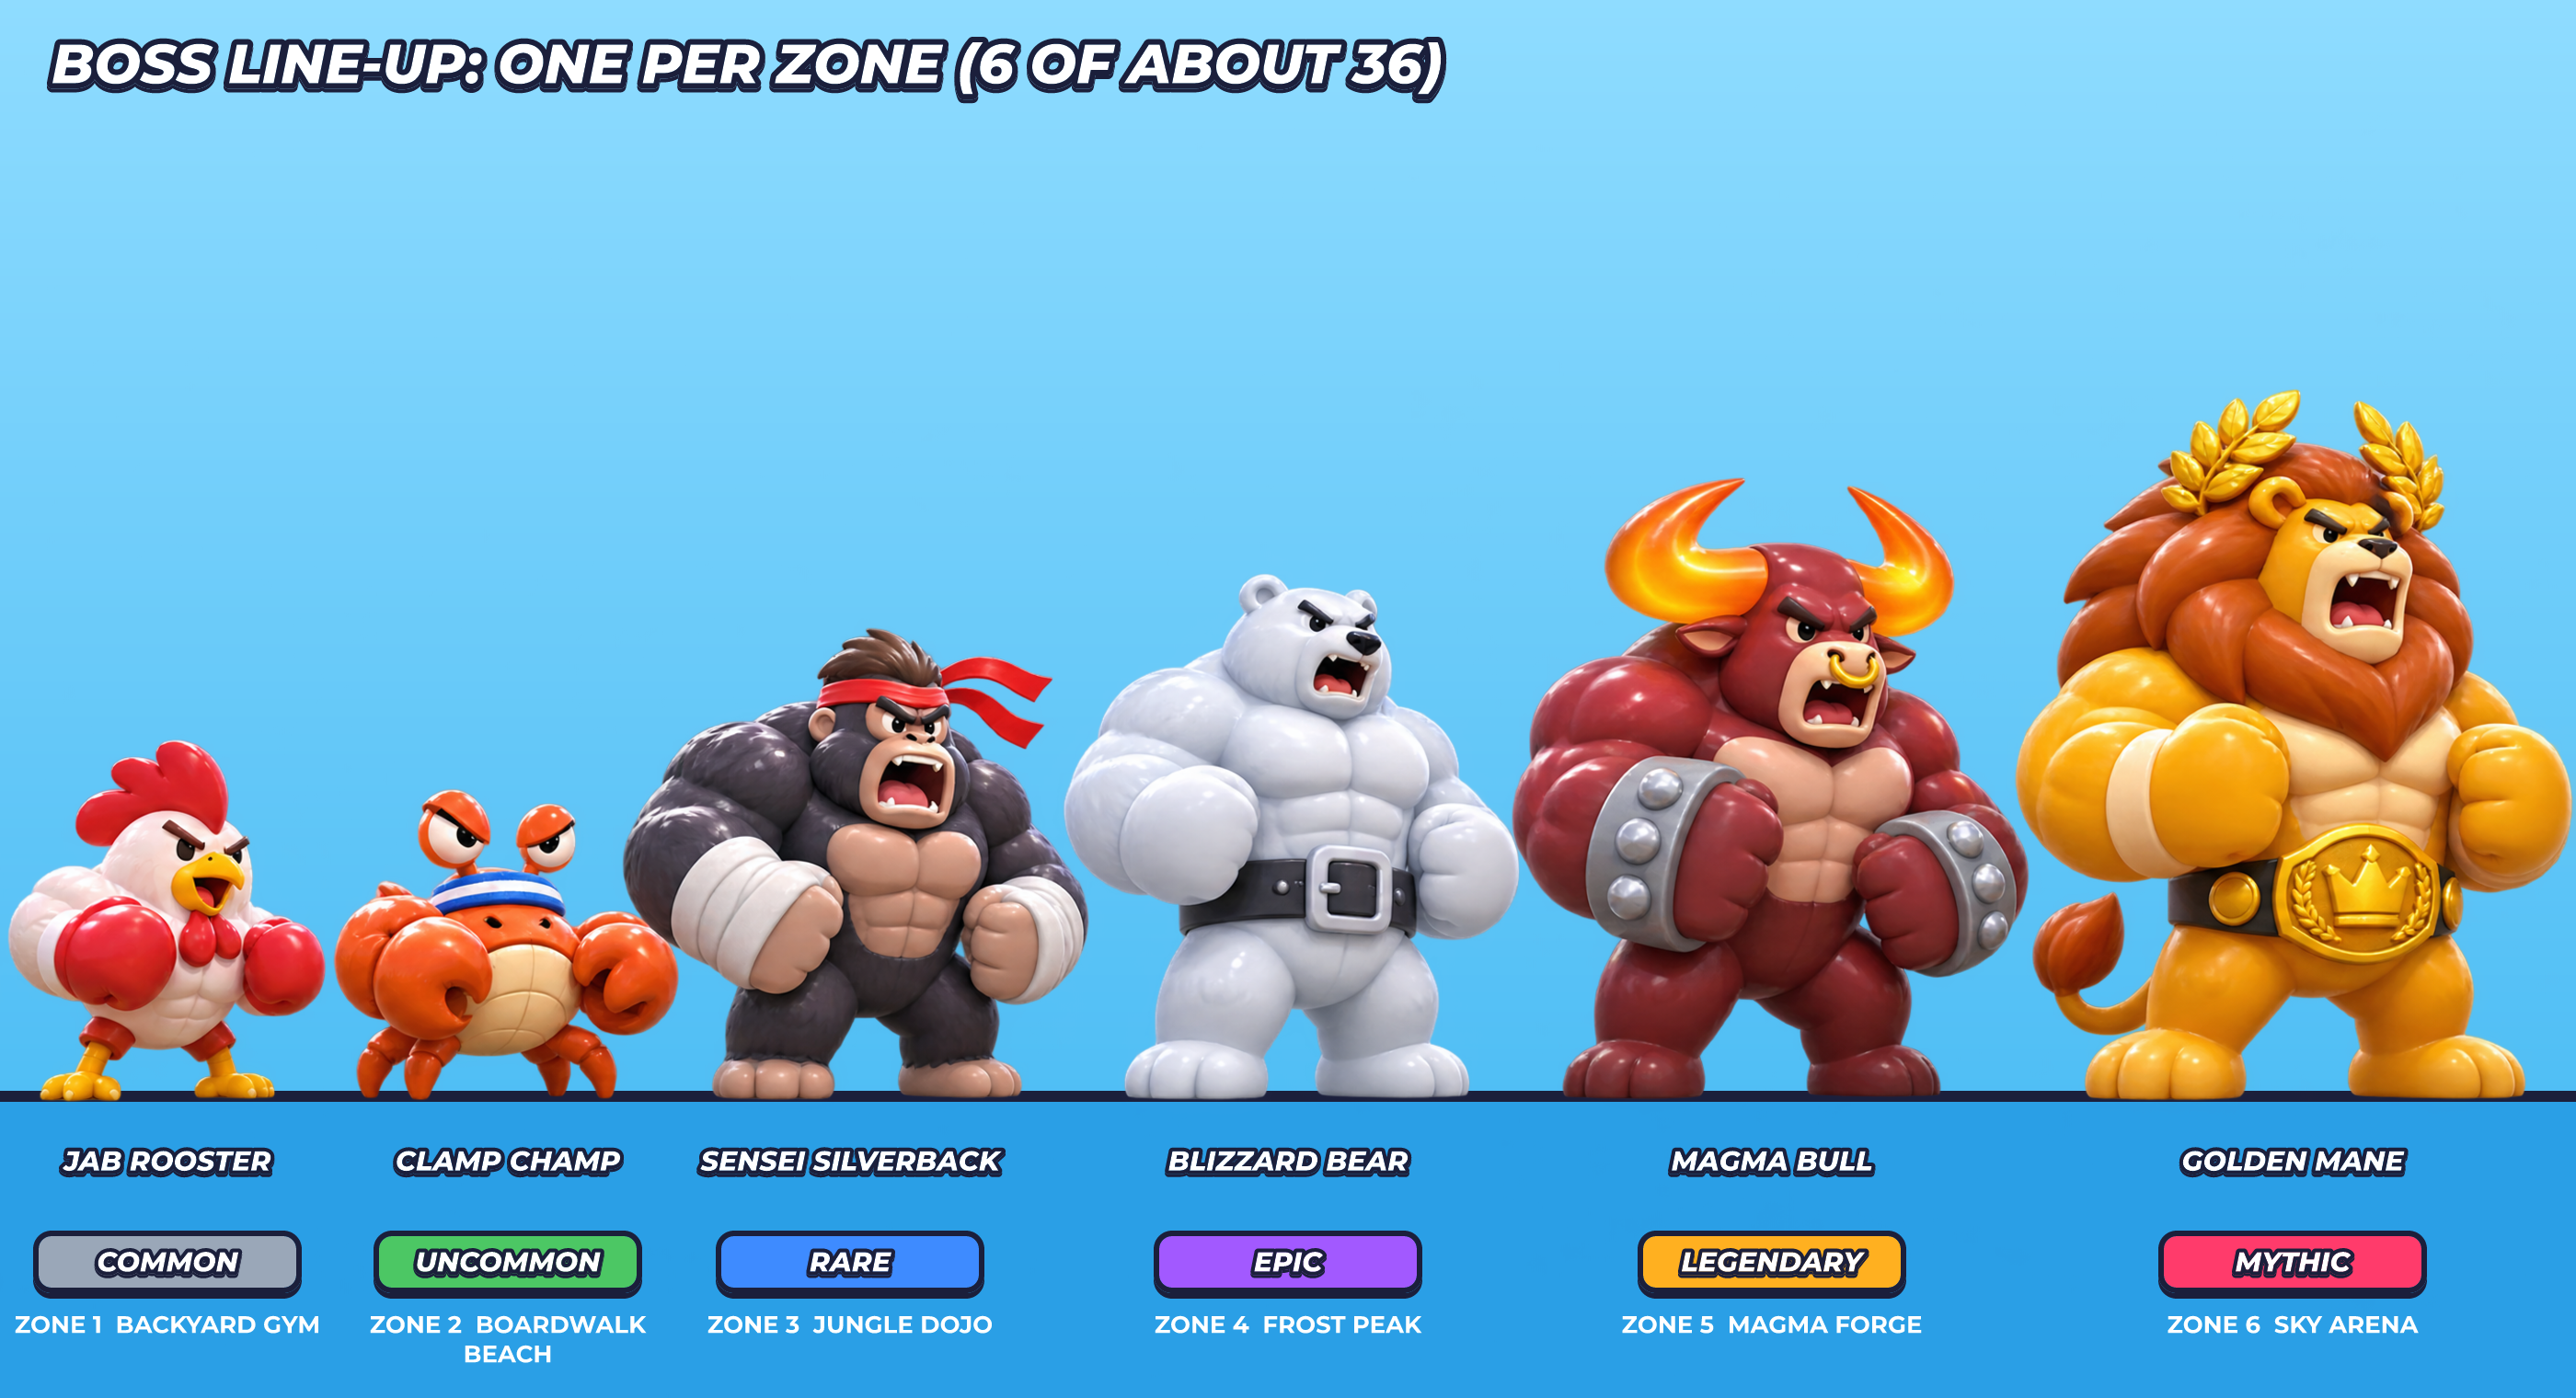 BOSS LINE-UP: ONE PER ZONE (6 OF ABOUT 36)
JAB ROOSTER
COMMON
ZONE 1 BACKYARD GYM
CLAMP CHAMP
UNCOMMON
ZONE 2 BOARDWALK
BEACH
SENSEI SILVERBACK
RARE
ZONE 3 JUNGLE DOJO
BLIZZARD BEAR
EPIC
ZONE 4 FROST PEAK
MAGMA BULL
LEGENDARY
ZONE 5 MAGMA FORGE
GOLDEN MANE
MYTHIC
ZONE 6 SKY ARENA